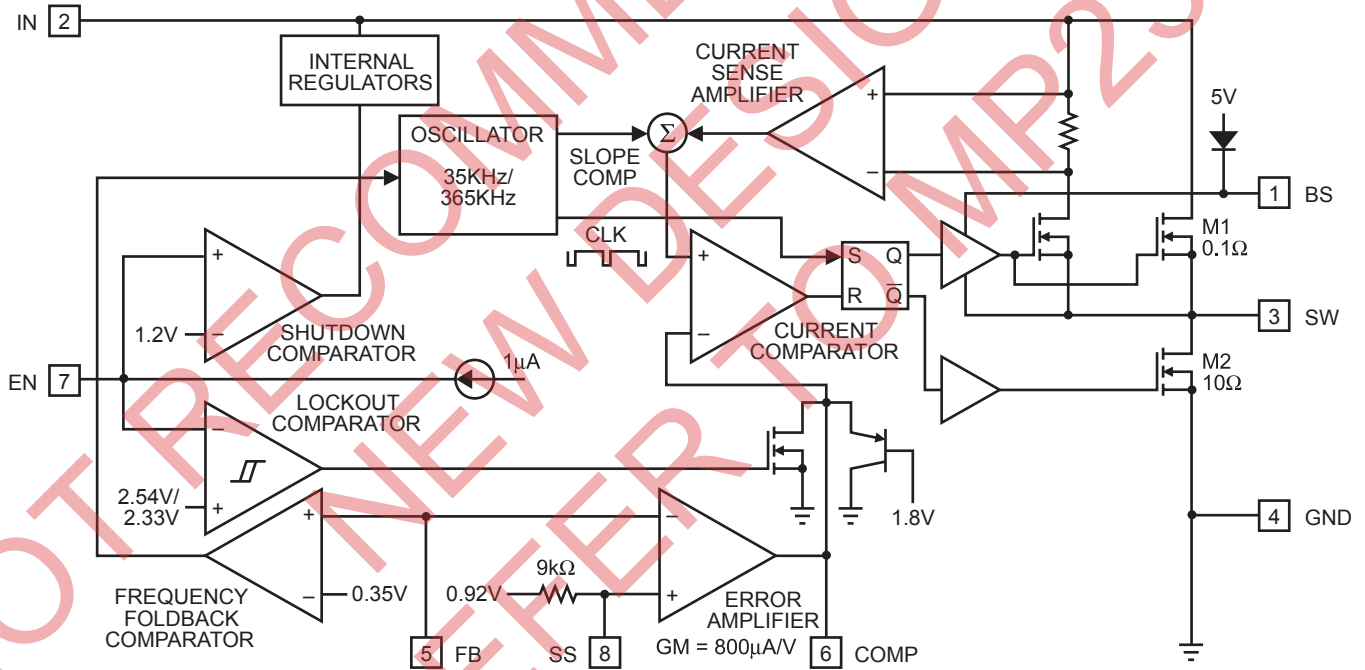 NOT RECOMME
NEW DESIG
REFER TO MP23
IN 2
INTERNAL
REGULATORS
OSCILLATOR
35KHz/
365KHz
CURRENT
SENSE
AMPLIFIER
+
−
Σ
SLOPE
COMP
CLK
5V
1 BS
M1
0.1Ω
+
−
1.2V
SHUTDOWN
COMPARATOR
+
−
CURRENT
COMPARATOR
S Q
R Q̅
3 SW
M2
10Ω
EN 7
1µA
LOCKOUT
COMPARATOR
−
+
2.54V/
2.33V
1.8V
4 GND
+
−
0.35V
FREQUENCY
FOLDBACK
COMPARATOR
0.92V
9kΩ
−
+
ERROR
AMPLIFIER
GM = 800µA/V
5 FB
SS 8
6 COMP